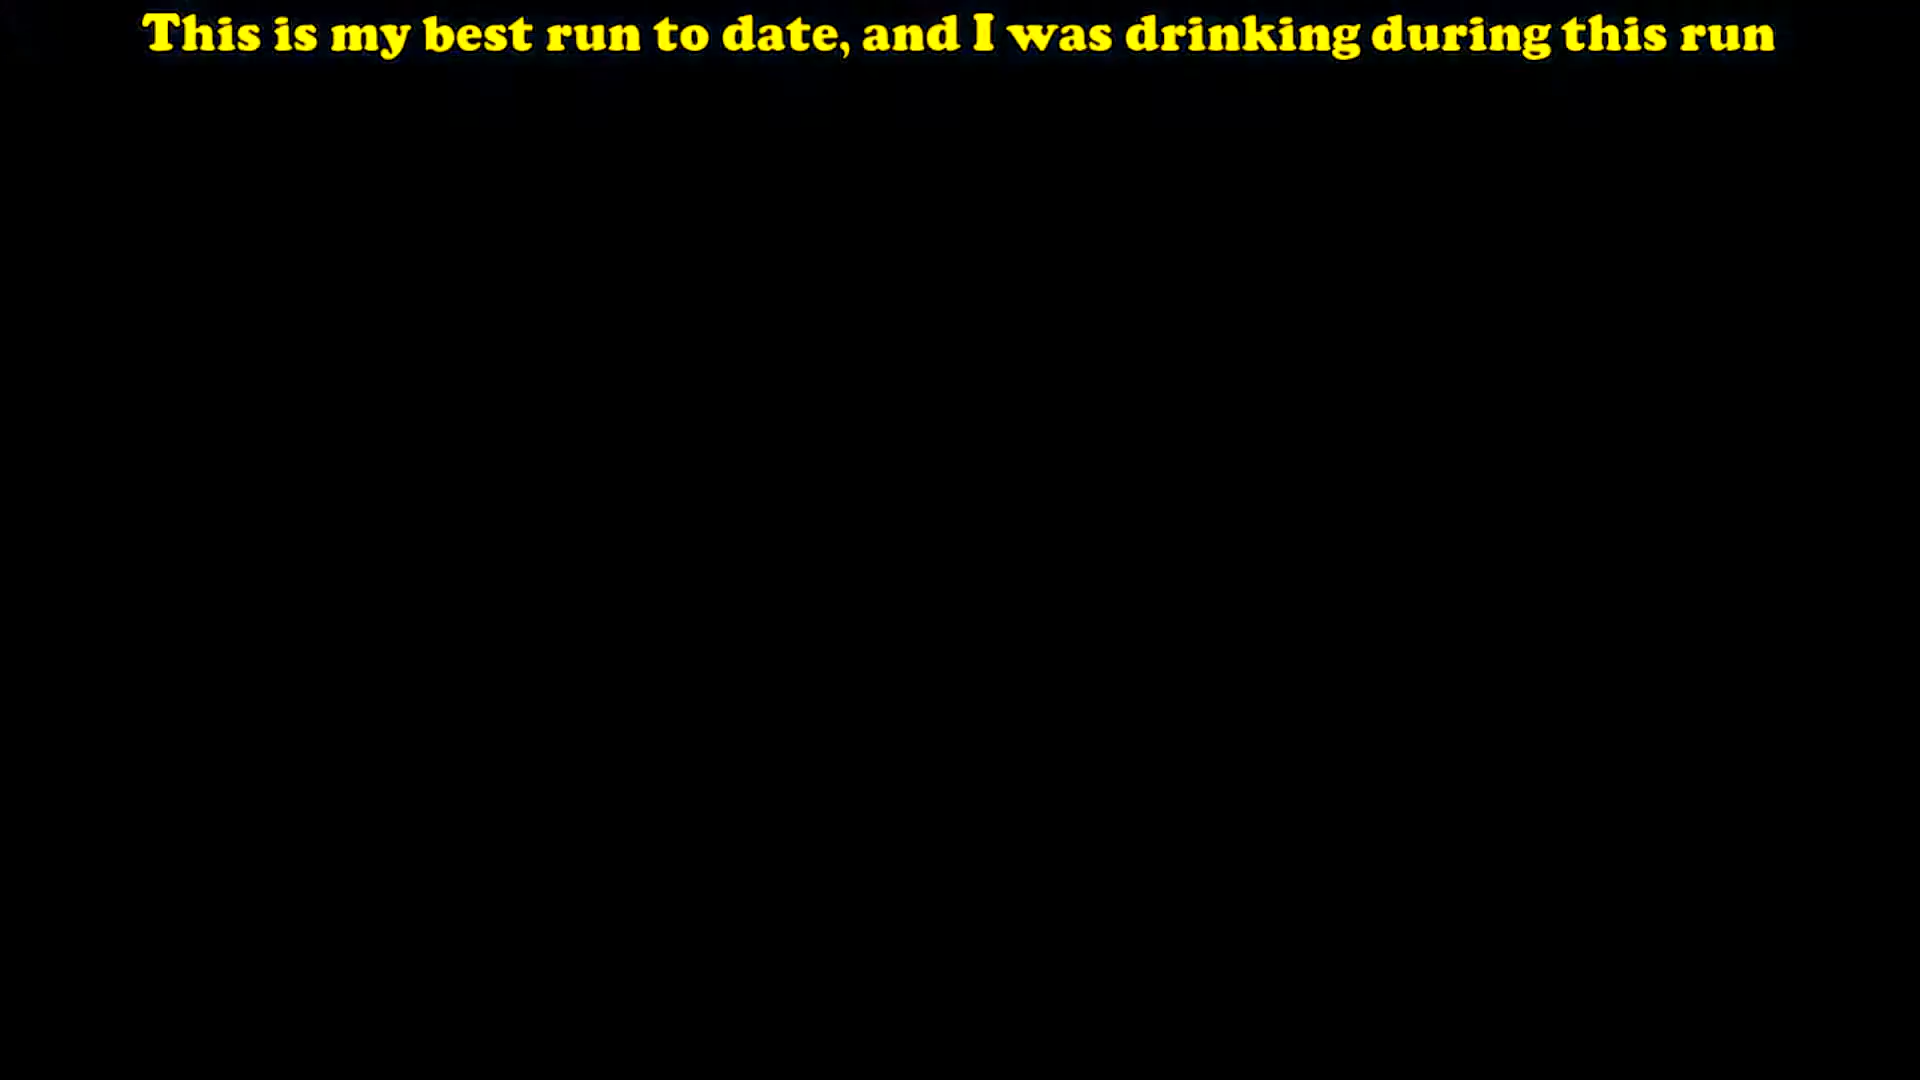 This is my best run to date, and I was drinking during this run